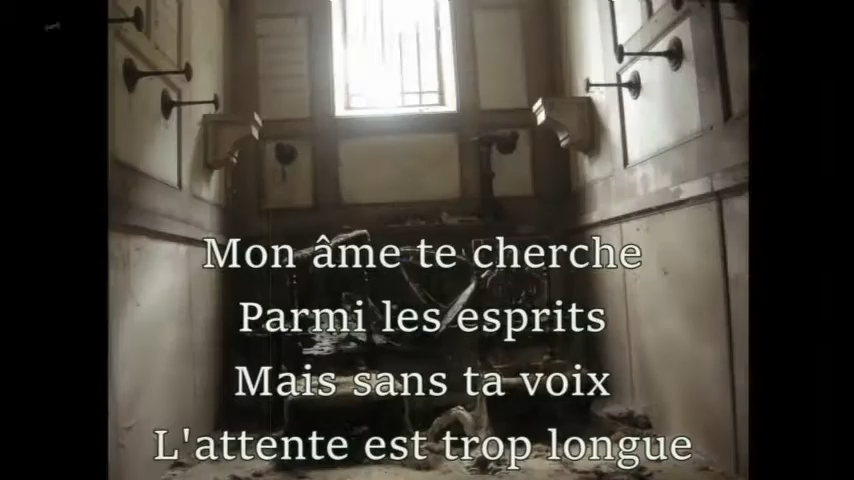 Mon âme te cherche
Parmi les esprits
Mais sans ta voix
L'attente est trop longue